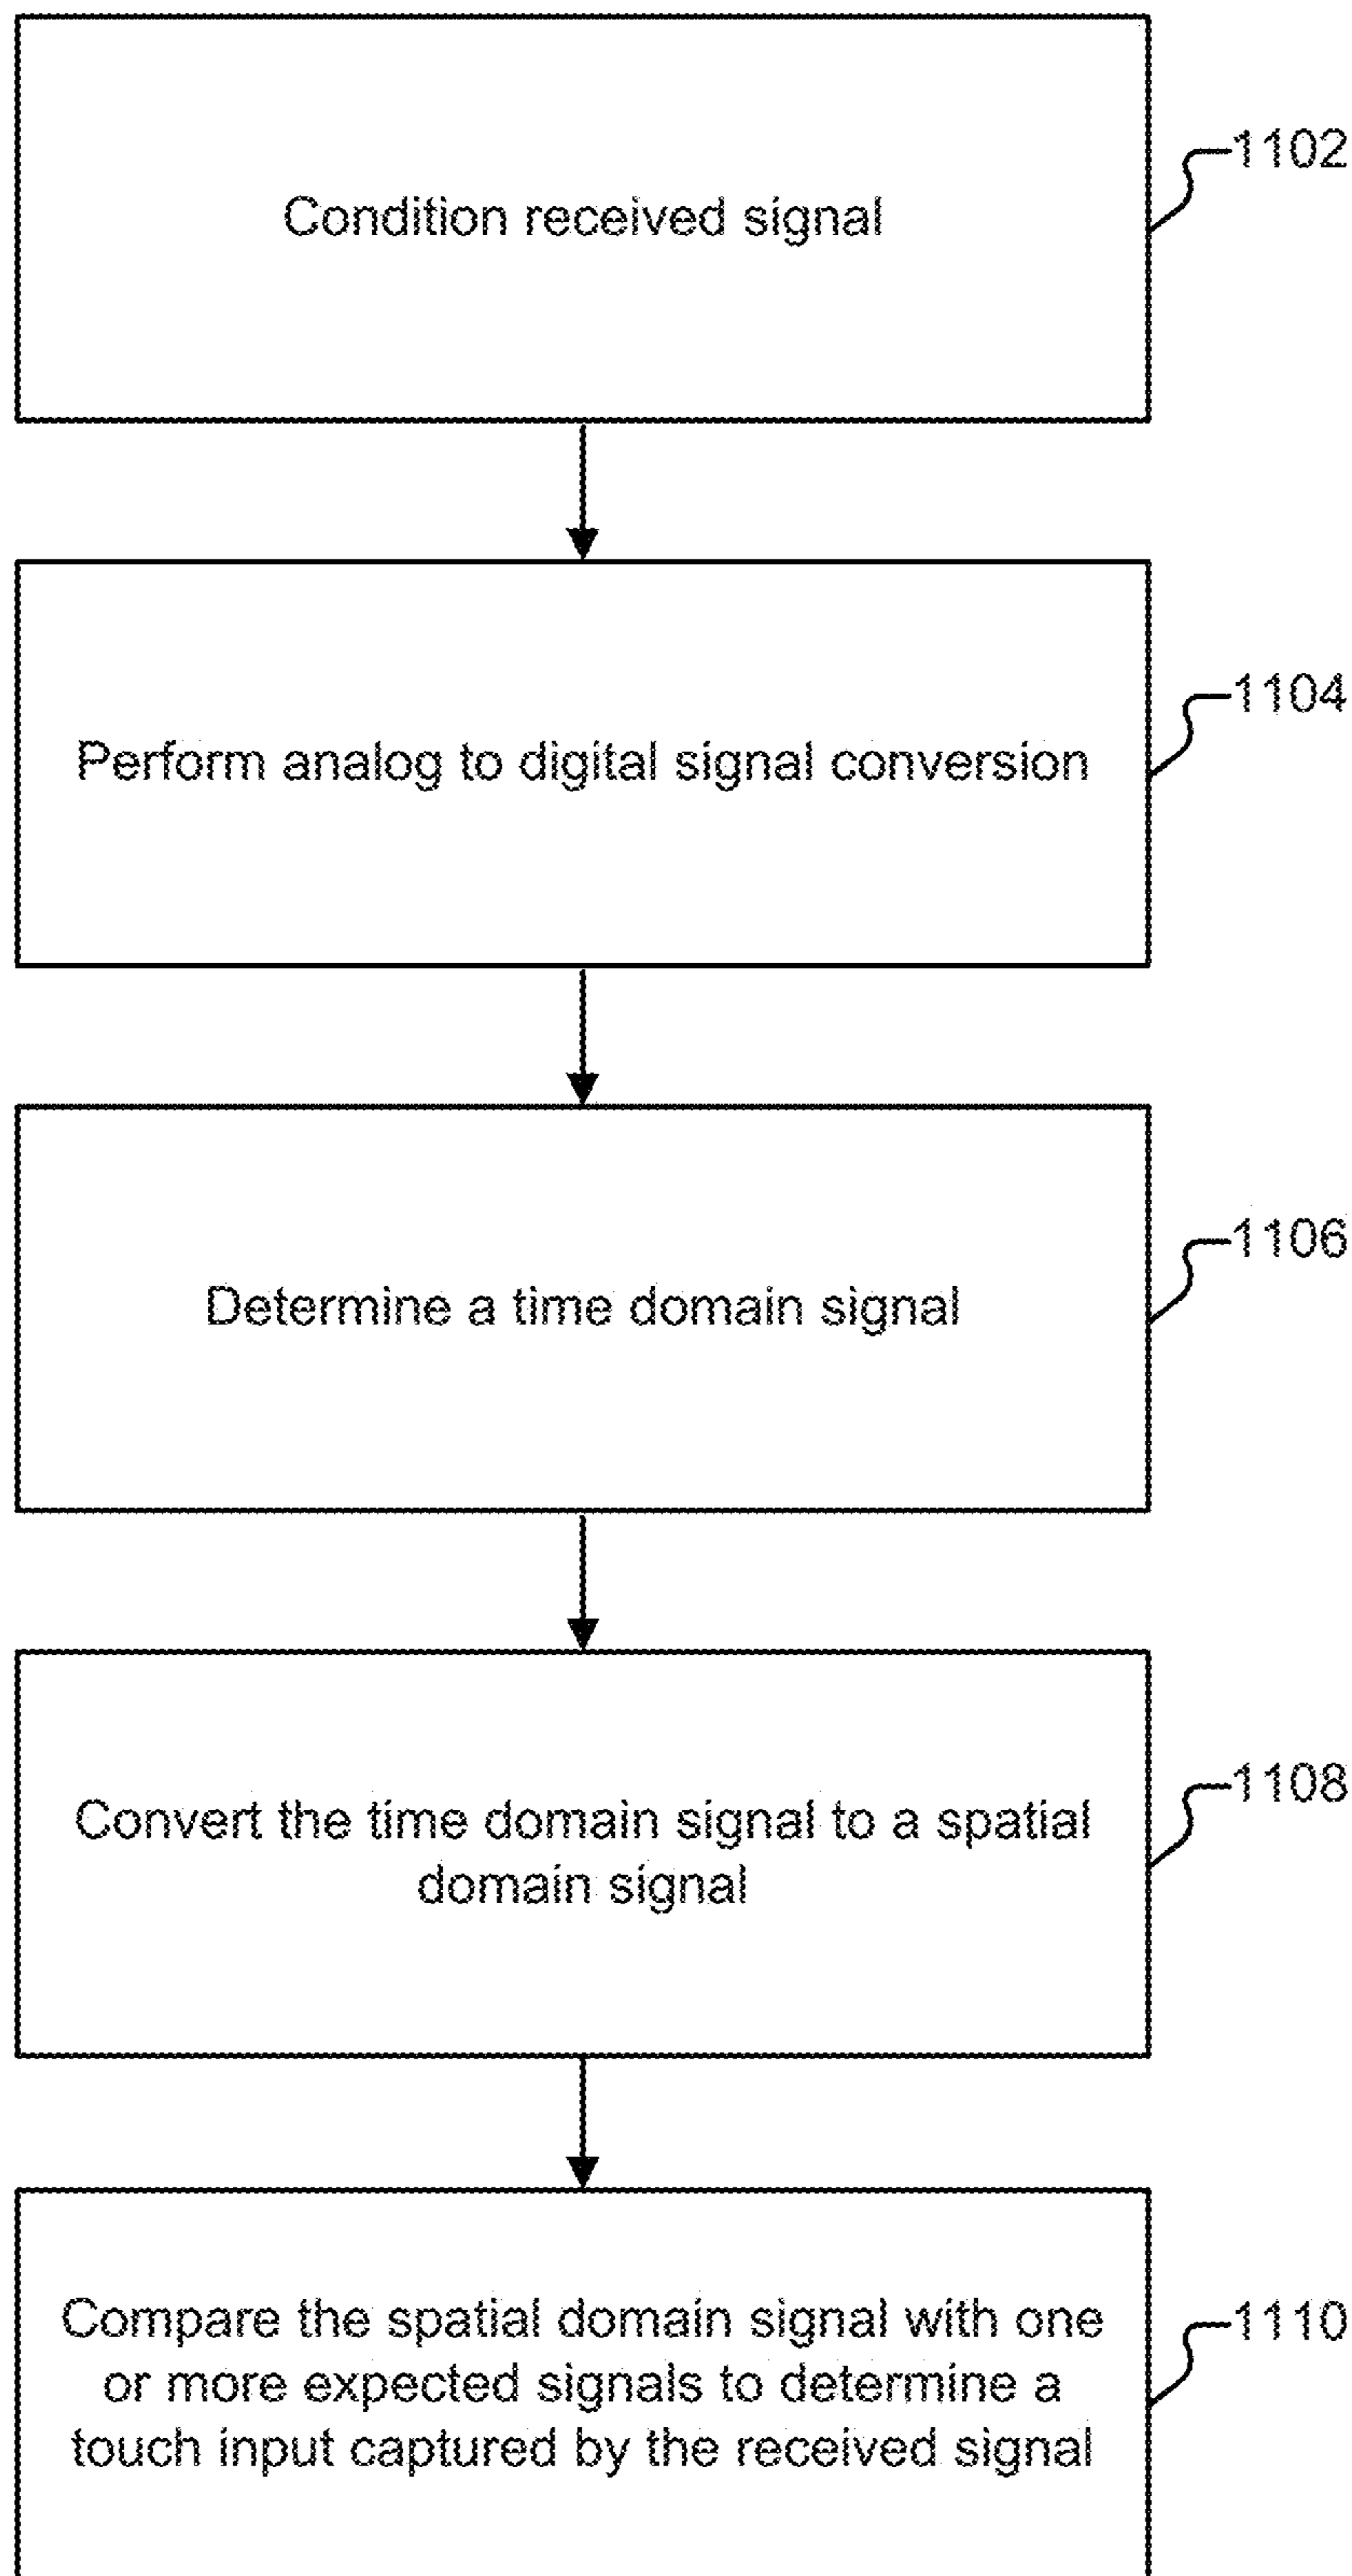 Condition received signal
1102
Perform analog to digital signal conversion
1104
Determine a time domain signal
1106
Convert the time domain signal to a spatial
domain signal
1108
Compare the spatial domain signal with one
or more expected signals to determine a
touch input captured by the received signal
1110